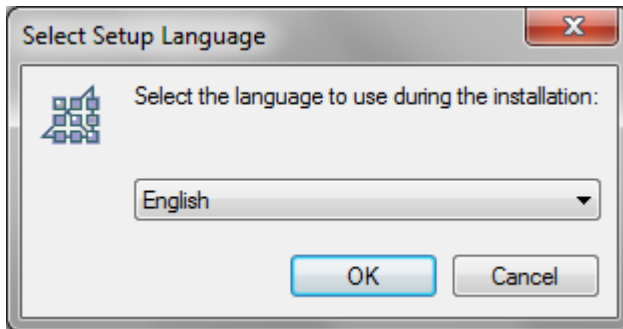 Select Setup Language
Select the language to use during the installation:
English
OK
Cancel